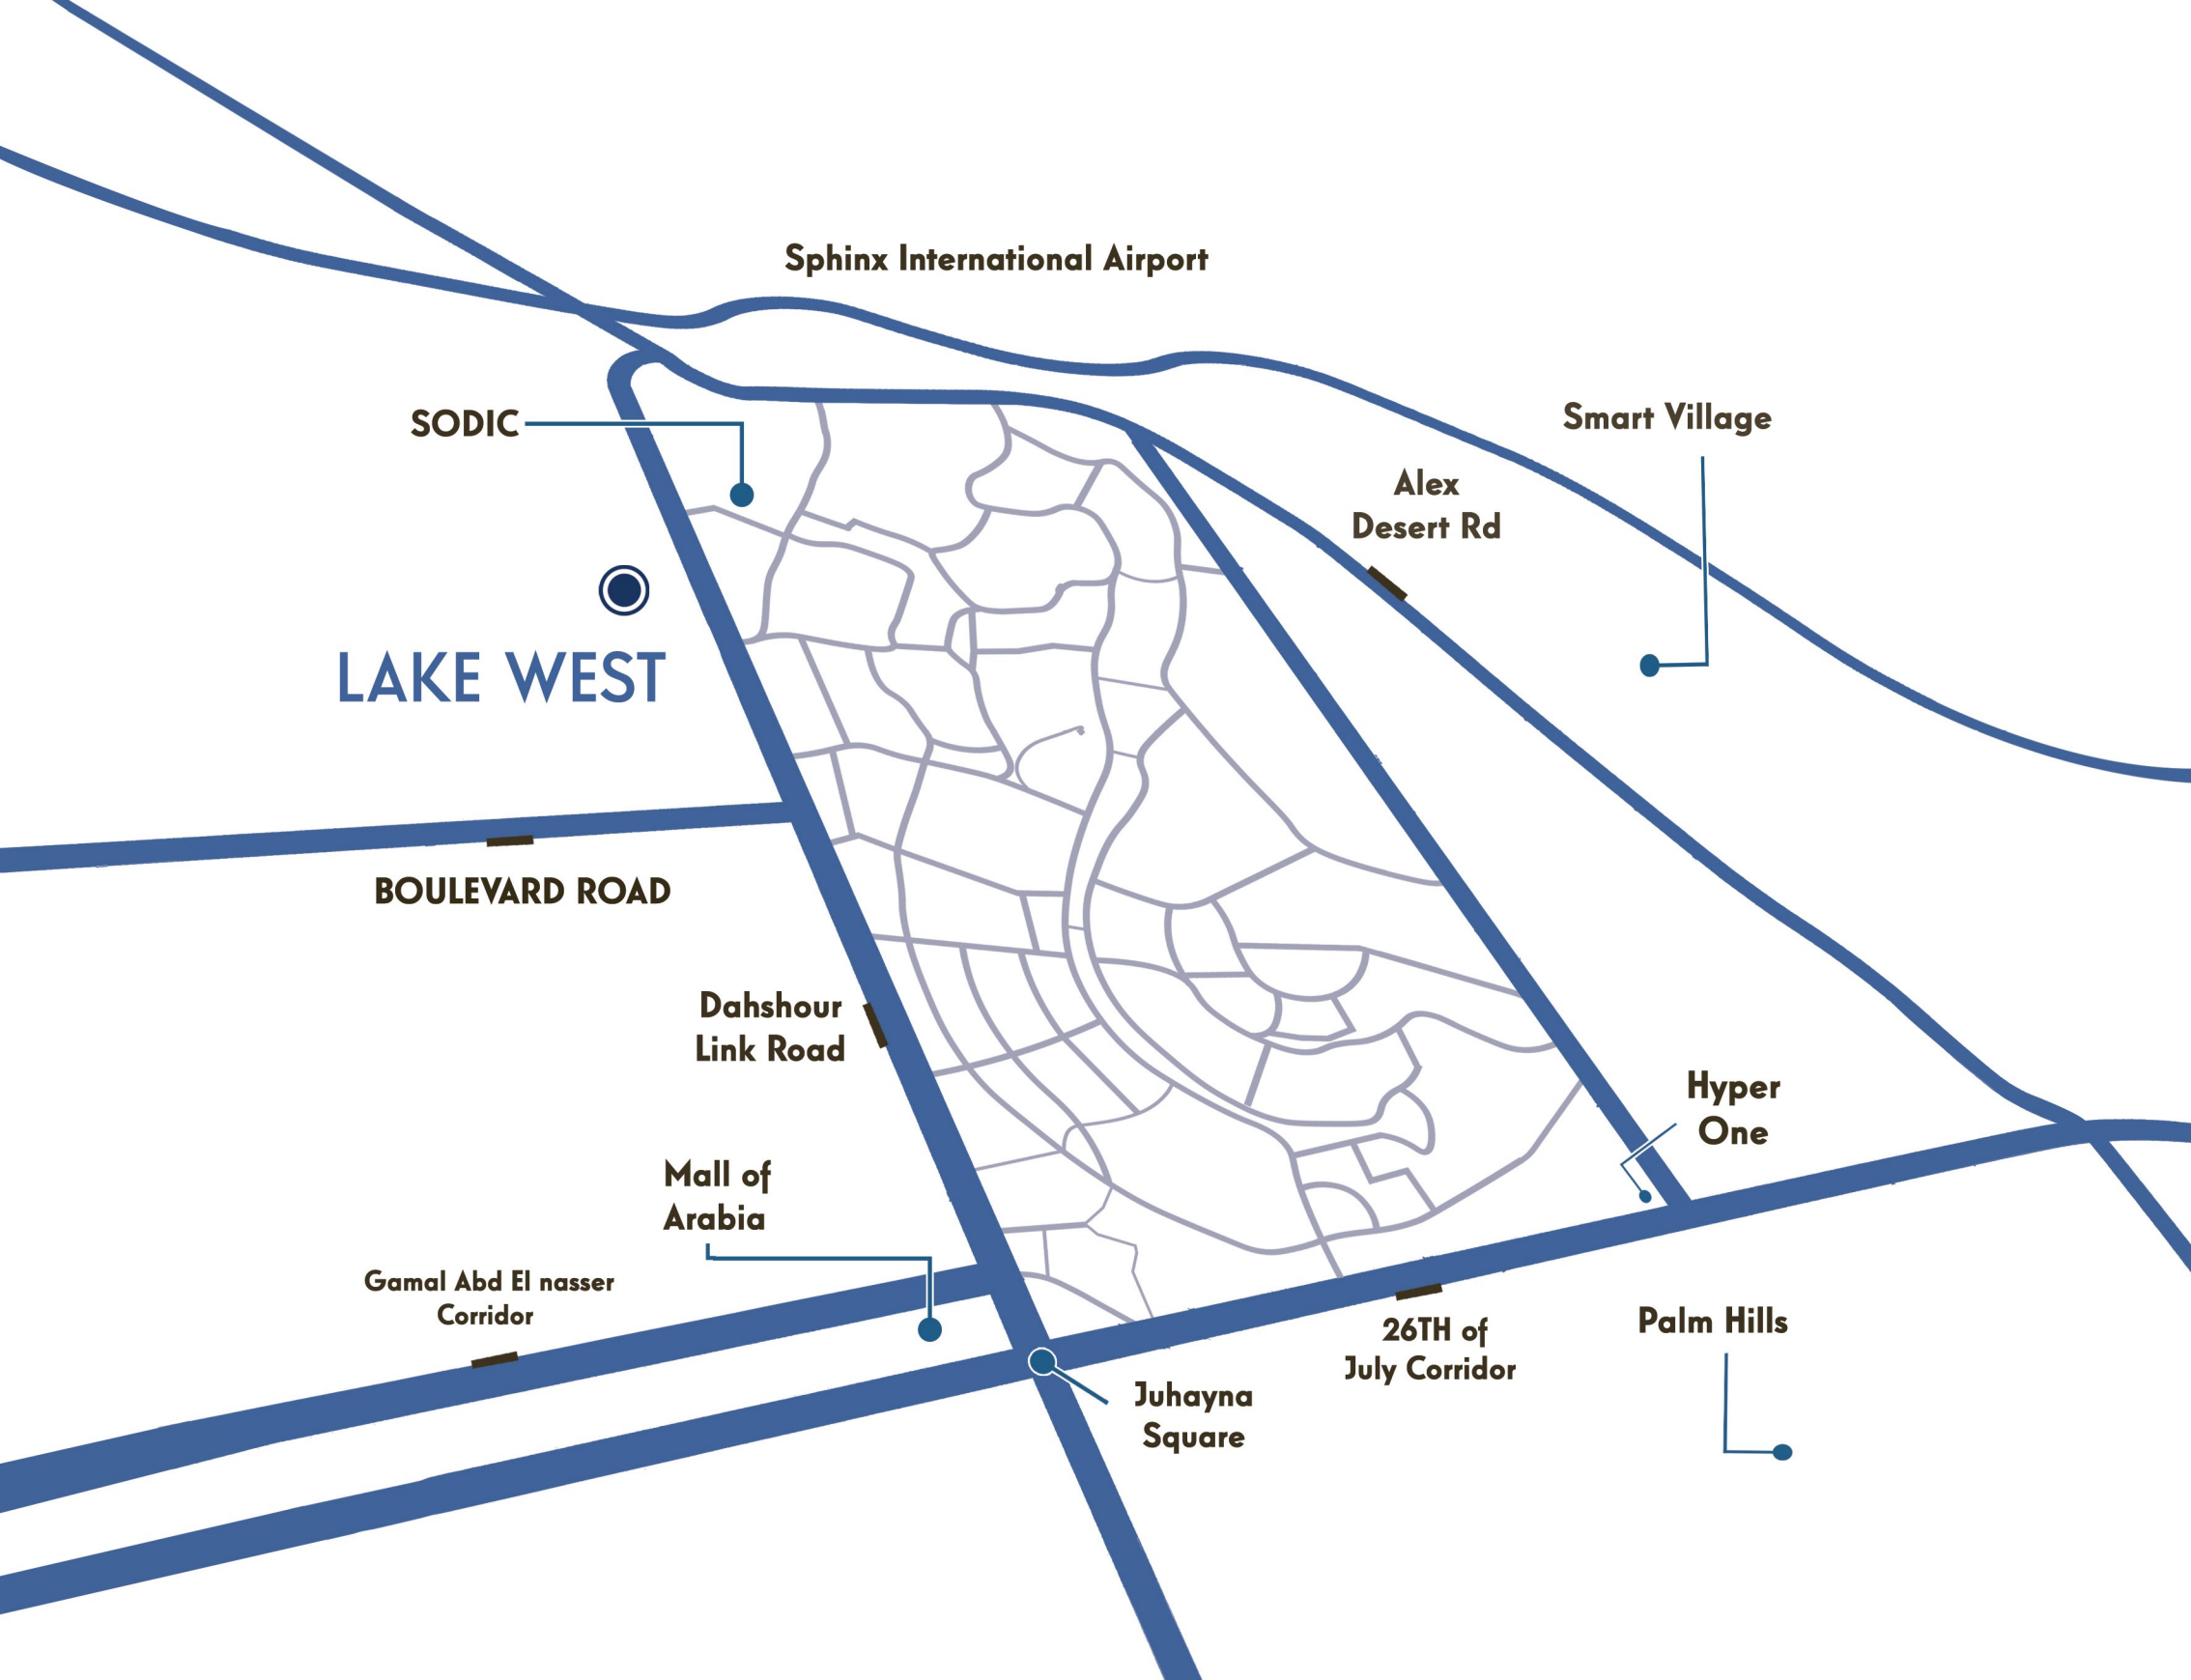 Sphinx International Airport
SODIC
Smart Village
Alex
Desert Rd
LAKE WEST
BOULEVARD ROAD
Dahshour
Link Road
Hyper
One
Mall of
Arabia
Gamal Abd El nasser
Corridor
26TH of
July Corridor
Palm Hills
Juhayna
Square